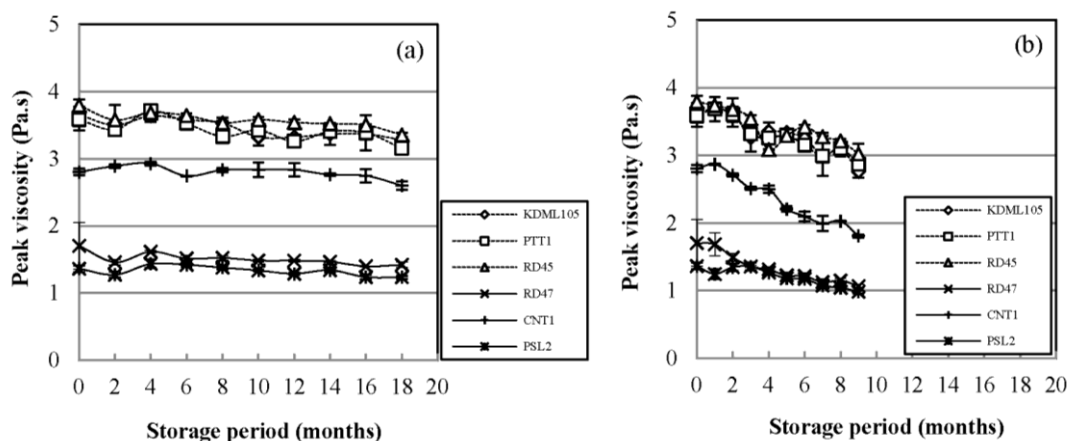 5
(a)
4
3
2
1
0
Peak viscosity (Pa.s)
0 2 4 6 8 10 12 14 16 18 20
Storage period (months)
KDML105
PTT1
RD45
RD47
CNT1
PSL2
5
(b)
4
3
2
1
0
Peak viscosity (Pa.s)
0 2 4 6 8 10 12 14 16 18 20
Storage period (months)
KDML105
PTT1
RD45
RD47
CNT1
PSL2